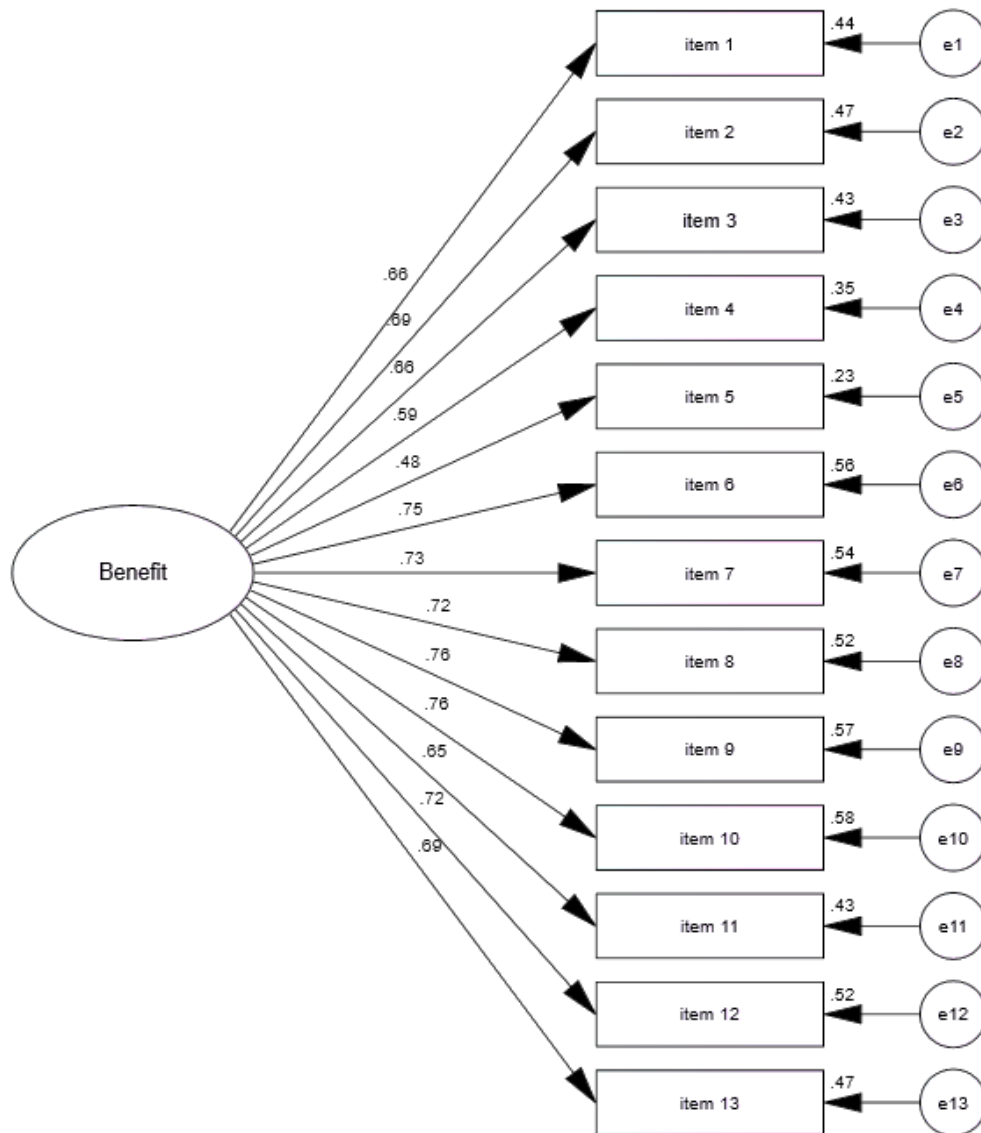 .44
item 1
e1
.47
item 2
e2
.43
item 3
e3
.66
.35
item 4
e4
.69
.66
.23
item 5
e5
.59
.48
.56
item 6
e6
.75
Benefit
.73
.54
item 7
e7
.72
.52
item 8
e8
.76
.76
.57
item 9
e9
.65
.72
.58
item 10
e10
.69
.43
item 11
e11
.52
item 12
e12
.47
item 13
e13